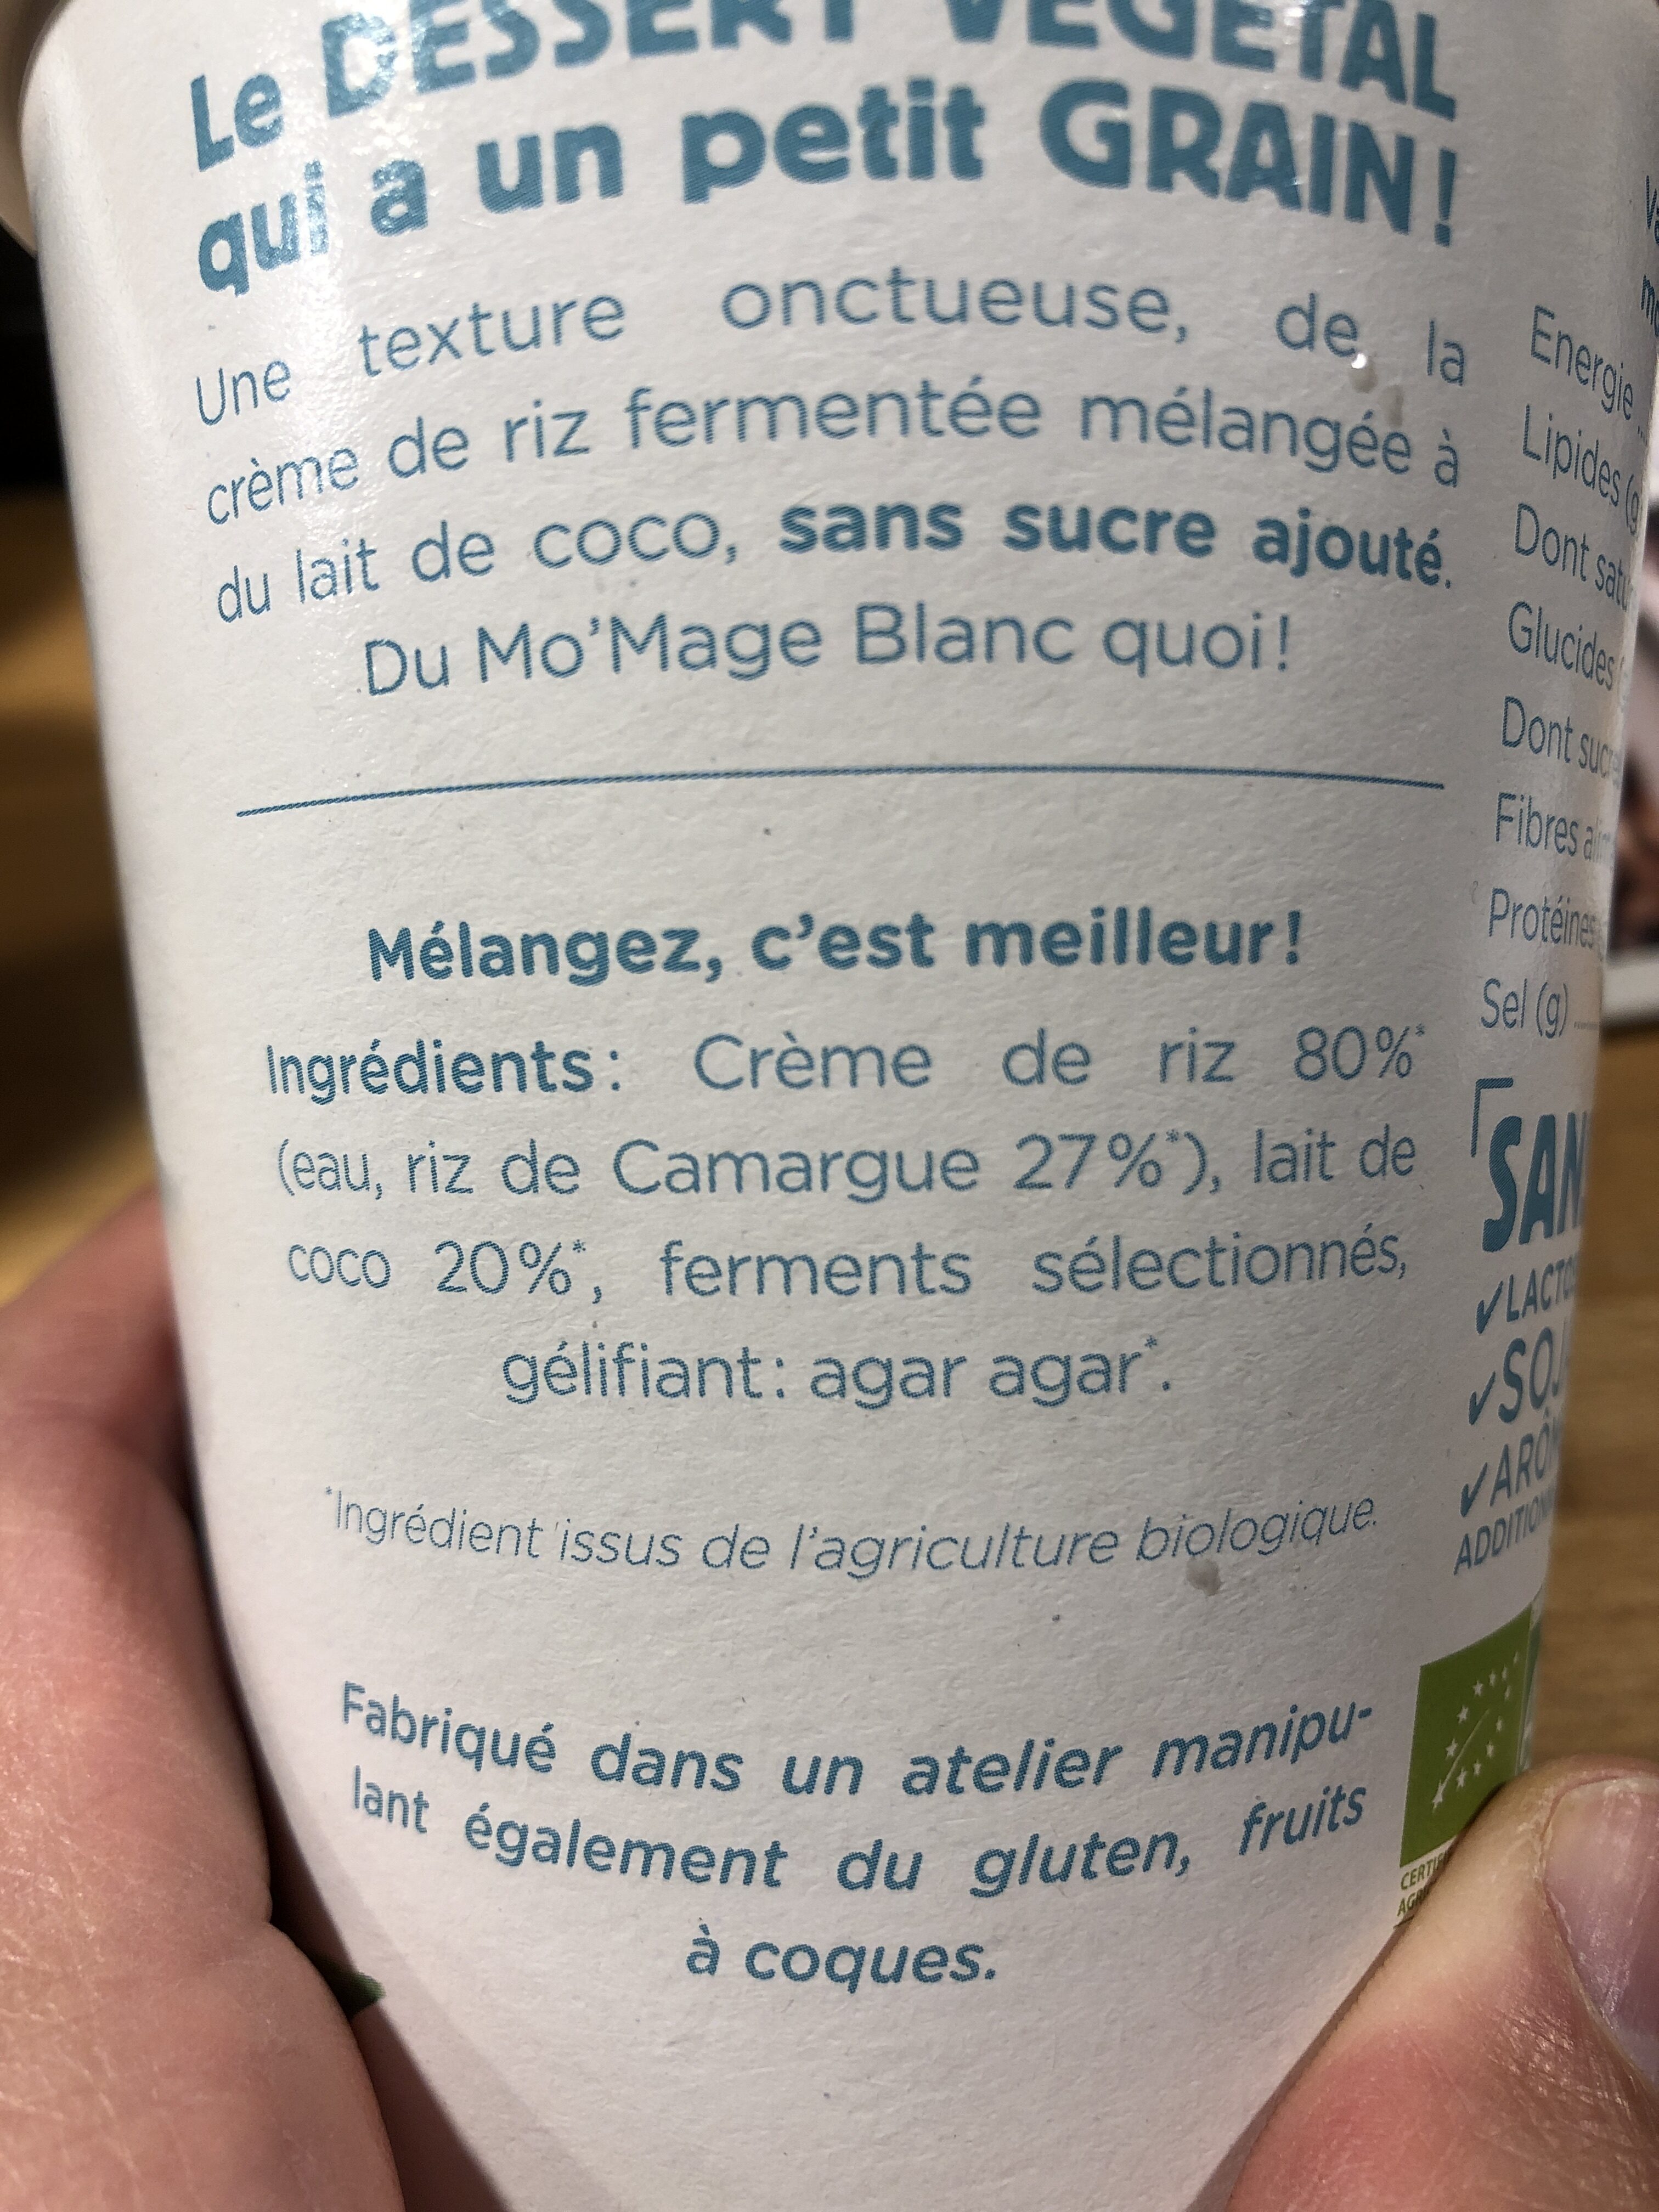 Le DESSERT VÉGÉTAL
qui a un petit GRAIN!
Une texture onctueuse, de la
crème de riz fermentée mélangée à
du lait de coco, sans sucre ajouté.
Du Mo'Mage Blanc quoi!
Mélangez, c'est meilleur!
Ingrédients: Crème de riz 80%*
(eau, riz de Camargue 27%*), lait de
coco 20%*, ferments sélectionnés,
gélifiant: agar agar*.
*Ingrédient issus de l'agriculture biologique.
Fabriqué dans un atelier manipu-
lant également du gluten, fruits
à coques.
Energie
Lipides (g
Dont
Glucides
Dont
Fibres
Protéines
Sel (g)